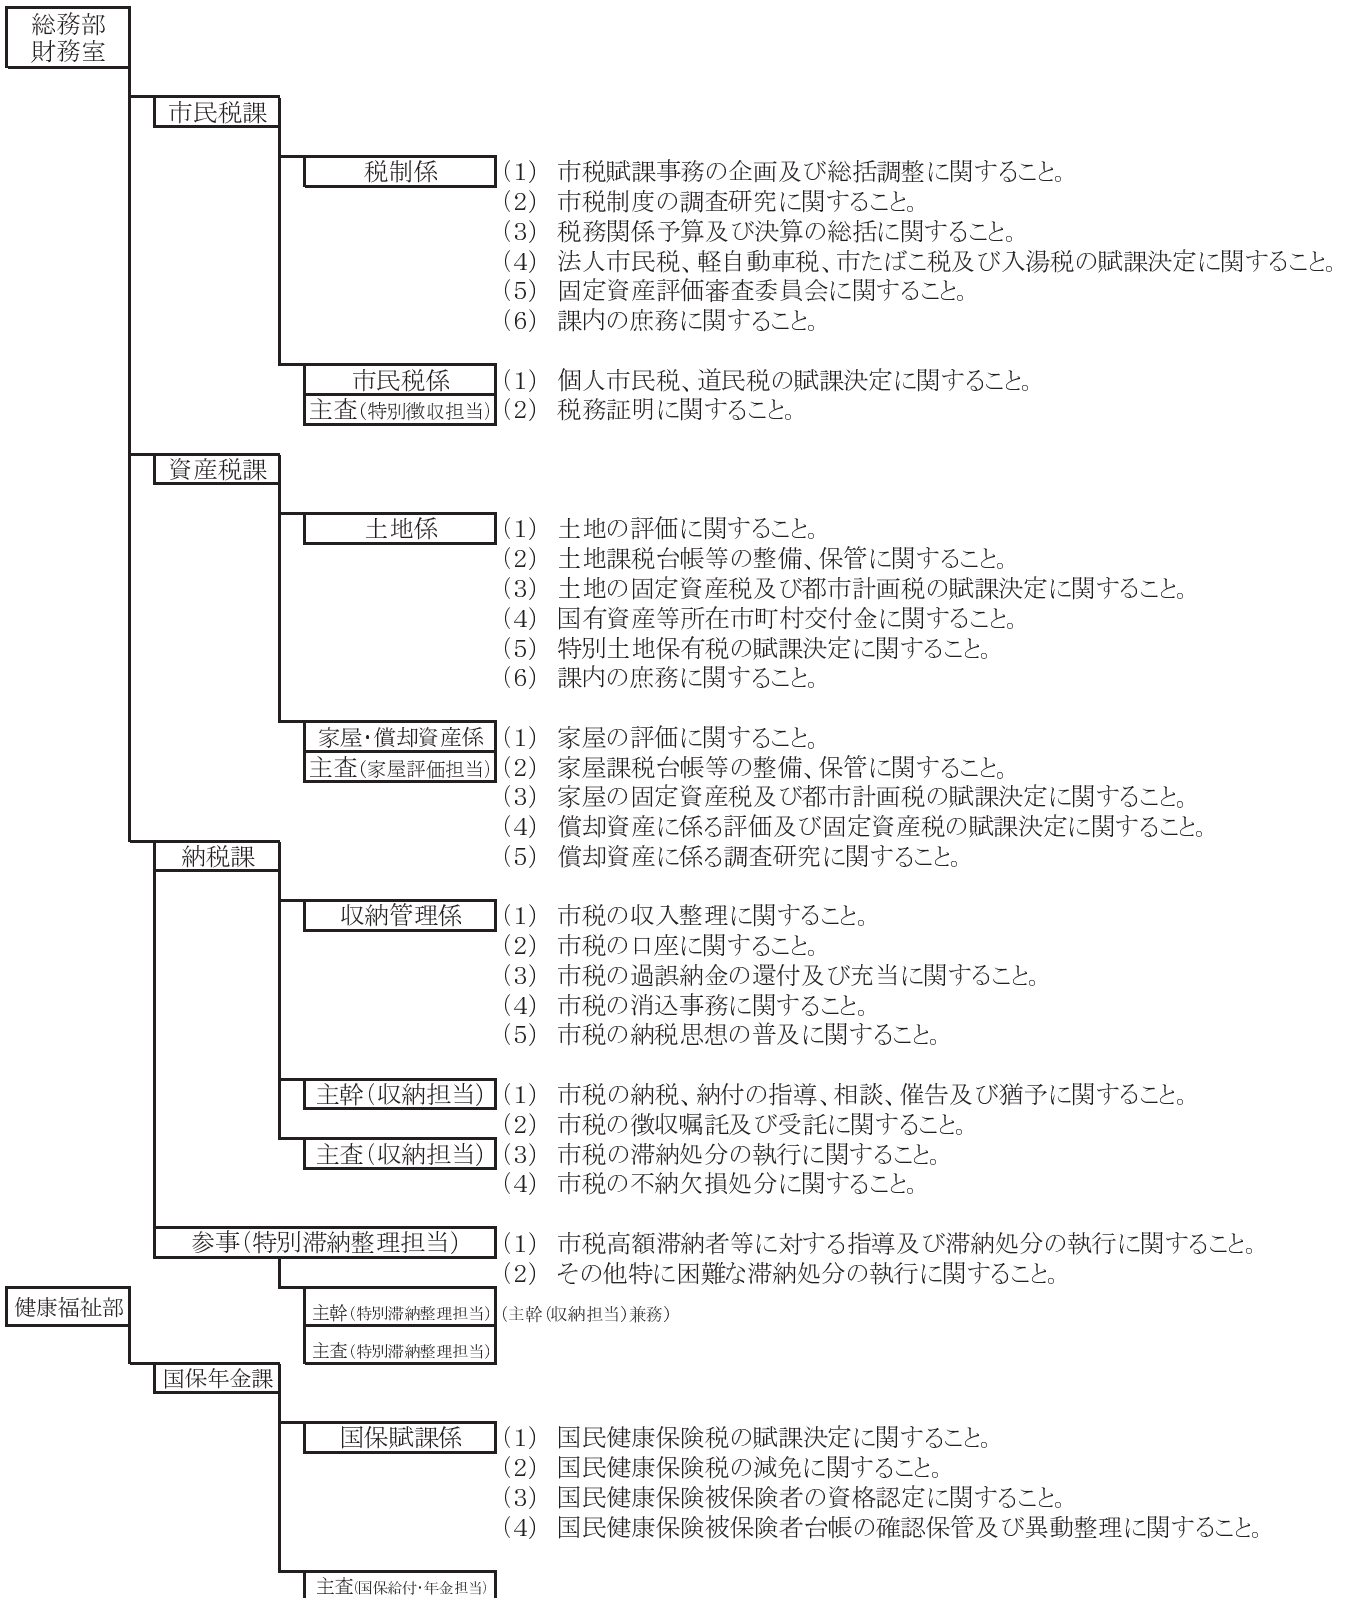 総務部
財務室
市民税課
税制係 (1) 市税賦課事務の企画及び総括調整に関すること。
(2) 市税制度の調査研究に関すること。
(3) 税務関係予算及び決算の総括に関すること。
(4) 法人市民税、軽自動車税、市たばこ税及び入湯税の賦課決定に関すること。
(5) 固定資産評価審査委員会に関すること。
(6) 課内の庶務に関すること。
市民税係 (1) 個人市民税、道民税の賦課決定に関すること。
主査(特別徴収担当) (2) 税務証明に関すること。
資産税課
土地係 (1) 土地の評価に関すること。
(2) 土地課税台帳等の整備、保管に関すること。
(3) 土地の固定資産税及び都市計画税の賦課決定に関すること。
(4) 国有資産等所在市町村交付金に関すること。
(5) 特別土地保有税の賦課決定に関すること。
(6) 課内の庶務に関すること。
家屋・償却資産係 (1) 家屋の評価に関すること。
主査(家屋評価担当) (2) 家屋課税台帳等の整備、保管に関すること。
(3) 家屋の固定資産税及び都市計画税の賦課決定に関すること。
(4) 償却資産に係る評価及び固定資産税の賦課決定に関すること。
納税課 (5) 償却資産に係る調査研究に関すること。
収納管理係 (1) 市税の収入整理に関すること。
(2) 市税の口座に関すること。
(3) 市税の過誤納金の還付及び充当に関すること。
(4) 市税の消込事務に関すること。
(5) 市税の納税思想の普及に関すること。
主幹(収納担当) (1) 市税の納税、納付の指導、相談、催告及び猶予に関すること。
(2) 市税の徴収嘱託及び受託に関すること。
主査(収納担当) (3) 市税の滞納処分の執行に関すること。
(4) 市税の不納欠損処分に関すること。
参事(特別滞納整理担当) (1) 市税高額滞納者等に対する指導及び滞納処分の執行に関すること。
(2) その他特に困難な滞納処分の執行に関すること。
健康福祉部 主幹(特別滞納整理担当) (主幹(収納担当)兼務)
主査(特別滞納整理担当)
国保年金課
国保賦課係 (1) 国民健康保険税の賦課決定に関すること。
(2) 国民健康保険税の減免に関すること。
(3) 国民健康保険被保険者の資格認定に関すること。
(4) 国民健康保険被保険者台帳の確認保管及び異動整理に関すること。
主査(国保給付・年金担当)